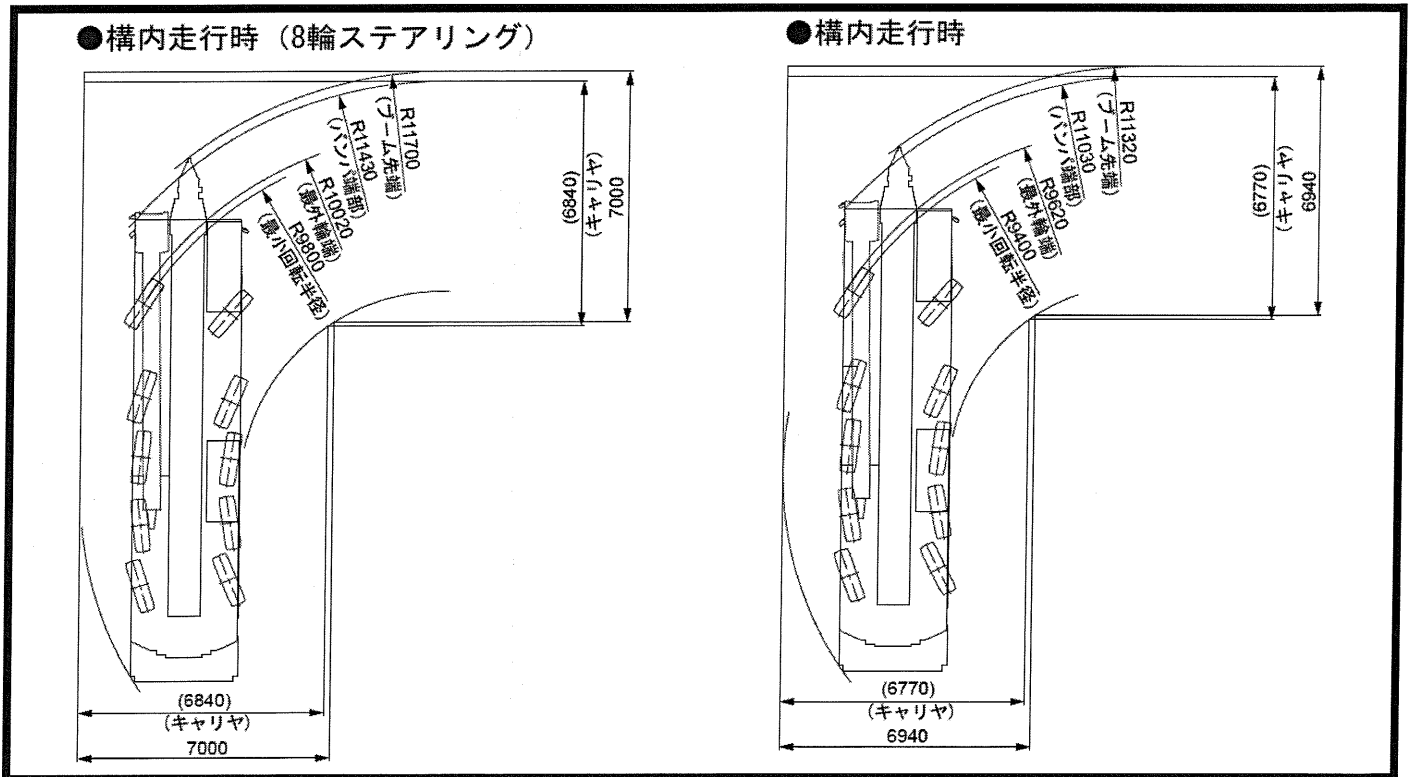 ●構内走行時（8輪ステアリング）
R11700
(ブーム先端)
R11430
(バンパ端部)
R10020
(最外輪端)
R9800
(最小回転半径)
(6840)
(キャリヤ)
7000
(6840)
(キャリヤ)
7000
●構内走行時
R11320
(ブーム先端)
R11030
(バンパ端部)
R9620
(最外輪端)
R9400
(最小回転半径)
(6770)
(キャリヤ)
6940
(6770)
(キャリヤ)
6940